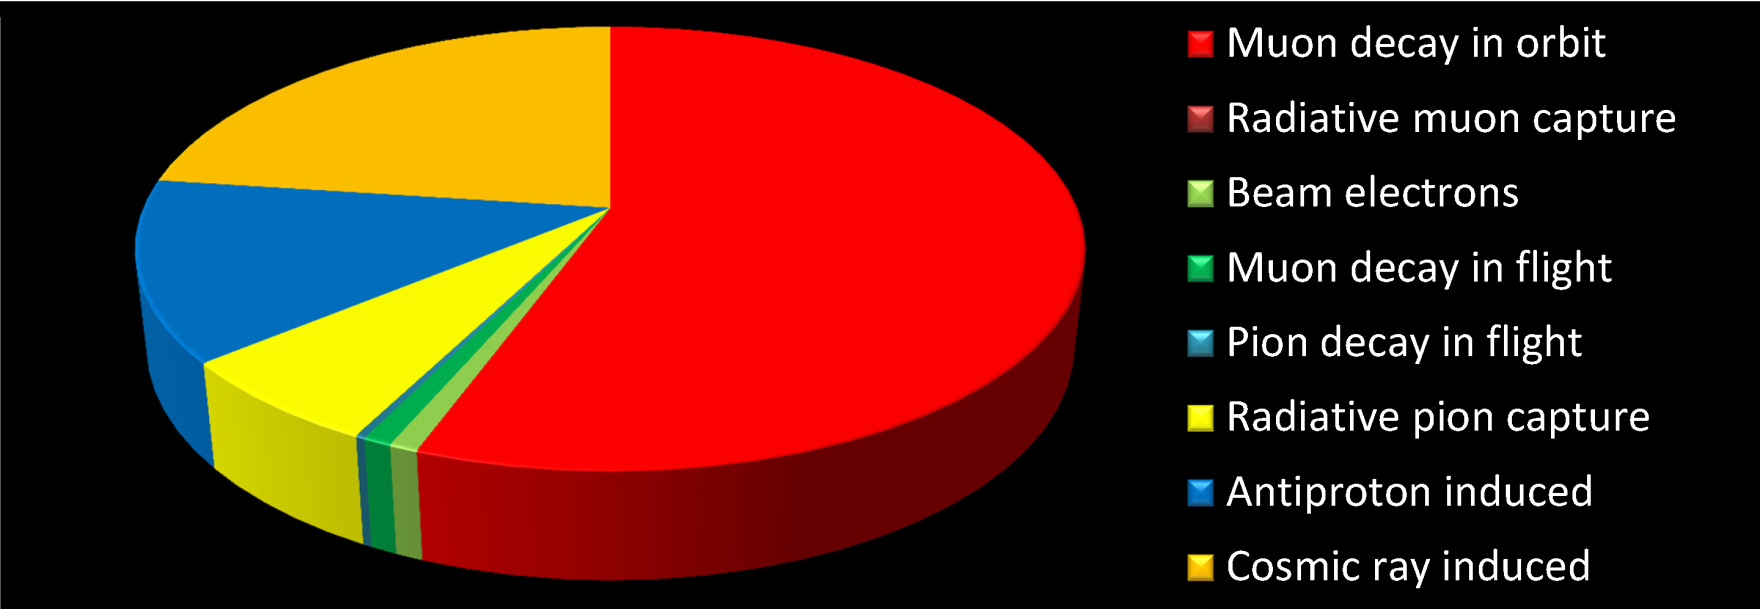 Muon decay in orbit
Radiative muon capture
Beam electrons
Muon decay in flight
Pion decay in flight
Radiative pion capture
Antiproton induced
Cosmic ray induced